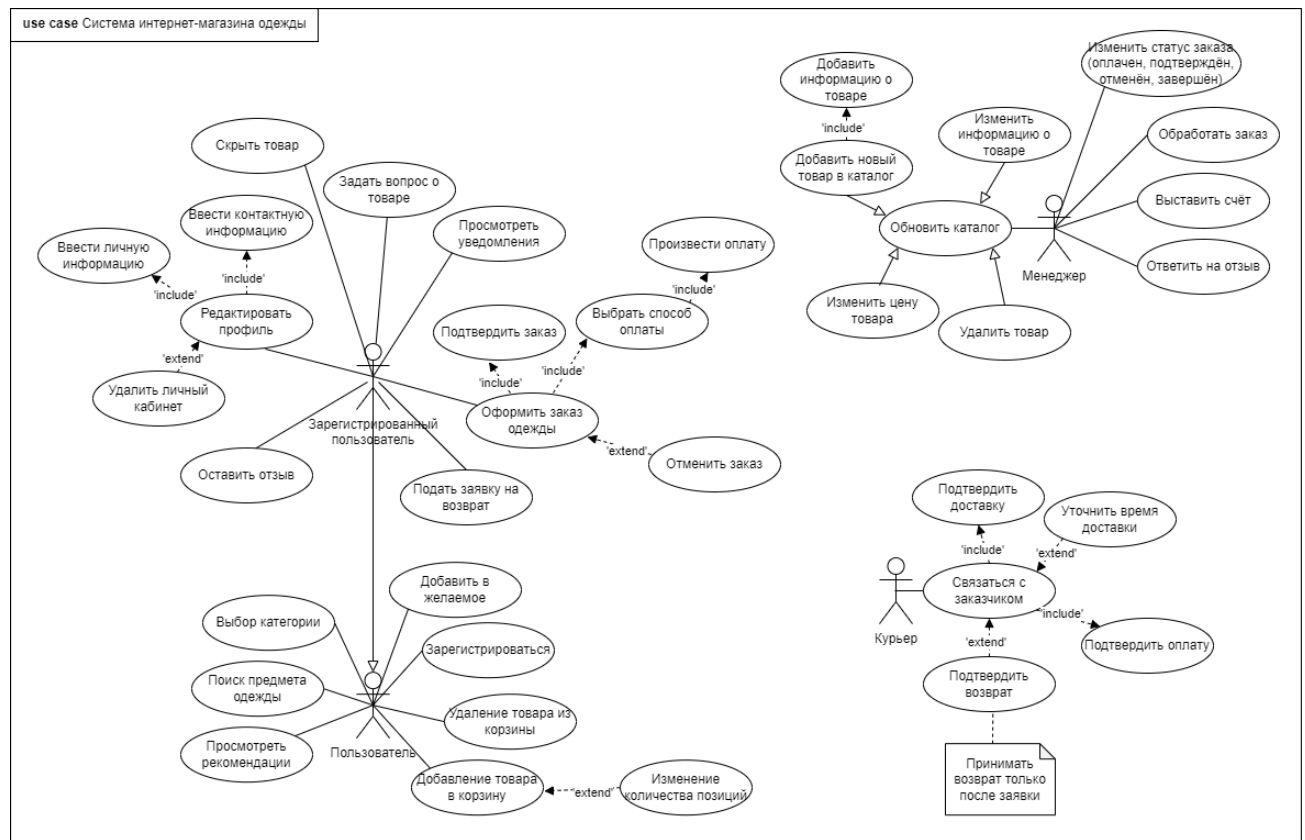 use case Система интернет-магазина одежды
Скрыть товар
Задать вопрос о
товаре
Просмотреть
уведомления
Ввести контактную
информацию
Ввести личную
информацию
'include'
'include'
Редактировать
профиль
'extend'
Удалить личный
кабинет
Зарегистрированный
пользователь
Оставить отзыв
Подать заявку на
возврат
Произвести оплату
'include'
Выбрать способ
оплаты
Подтвердить заказ
'include'
'include'
Оформить заказ
одежды
'extend'
Отменить заказ
Добавить
информацию о
товаре
'include'
Добавить новый
товар в каталог
Изменить
информацию о
товаре
Обновить каталог
Изменить цену
товара
Удалить товар
Менеджер
Изменить статус заказа
(оплачен, подтверждён,
отменён, завершён)
Обработать заказ
Выставить счёт
Ответить на отзыв
Добавить в
желаемое
Выбор категории
Зарегистрироваться
Поиск предмета
одежды
Удаление товара из
корзины
Просмотреть
рекомендации
Пользователь
Добавление товара
в корзину
'extend'
Изменение
количества позиций
Подтвердить
доставку
Уточнить время
доставки
'include'
'extend'
Связаться с
заказчиком
Курьер
'include'
Подтвердить оплату
'extend'
Подтвердить
возврат
Принимать
возврат только
после заявки